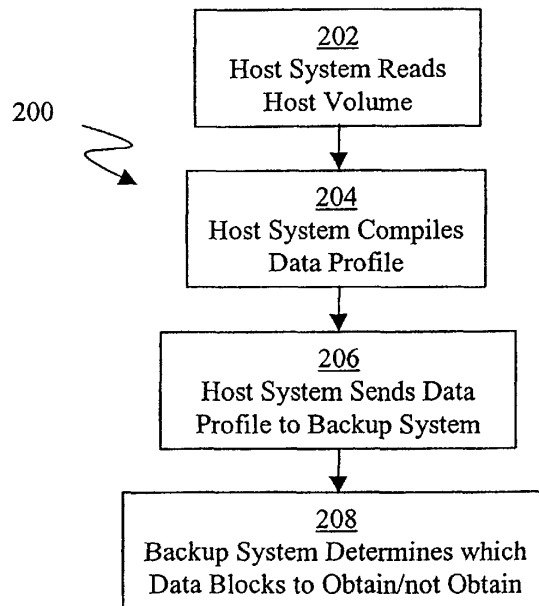 202
Host System Reads
Host Volume
200
204
Host System Compiles
Data Profile
206
Host System Sends Data
Profile to Backup System
208
Backup System Determines which
Data Blocks to Obtain/not Obtain